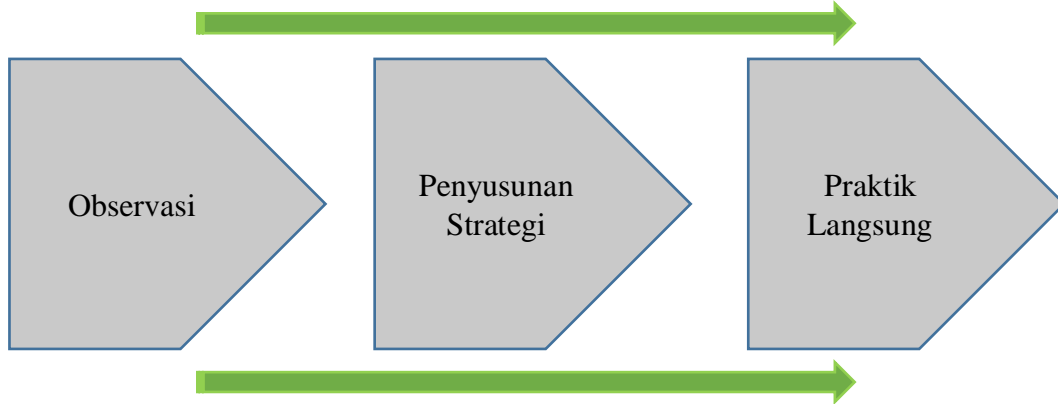 Observasi
Penyusunan
Strategi
Praktik
Langsung